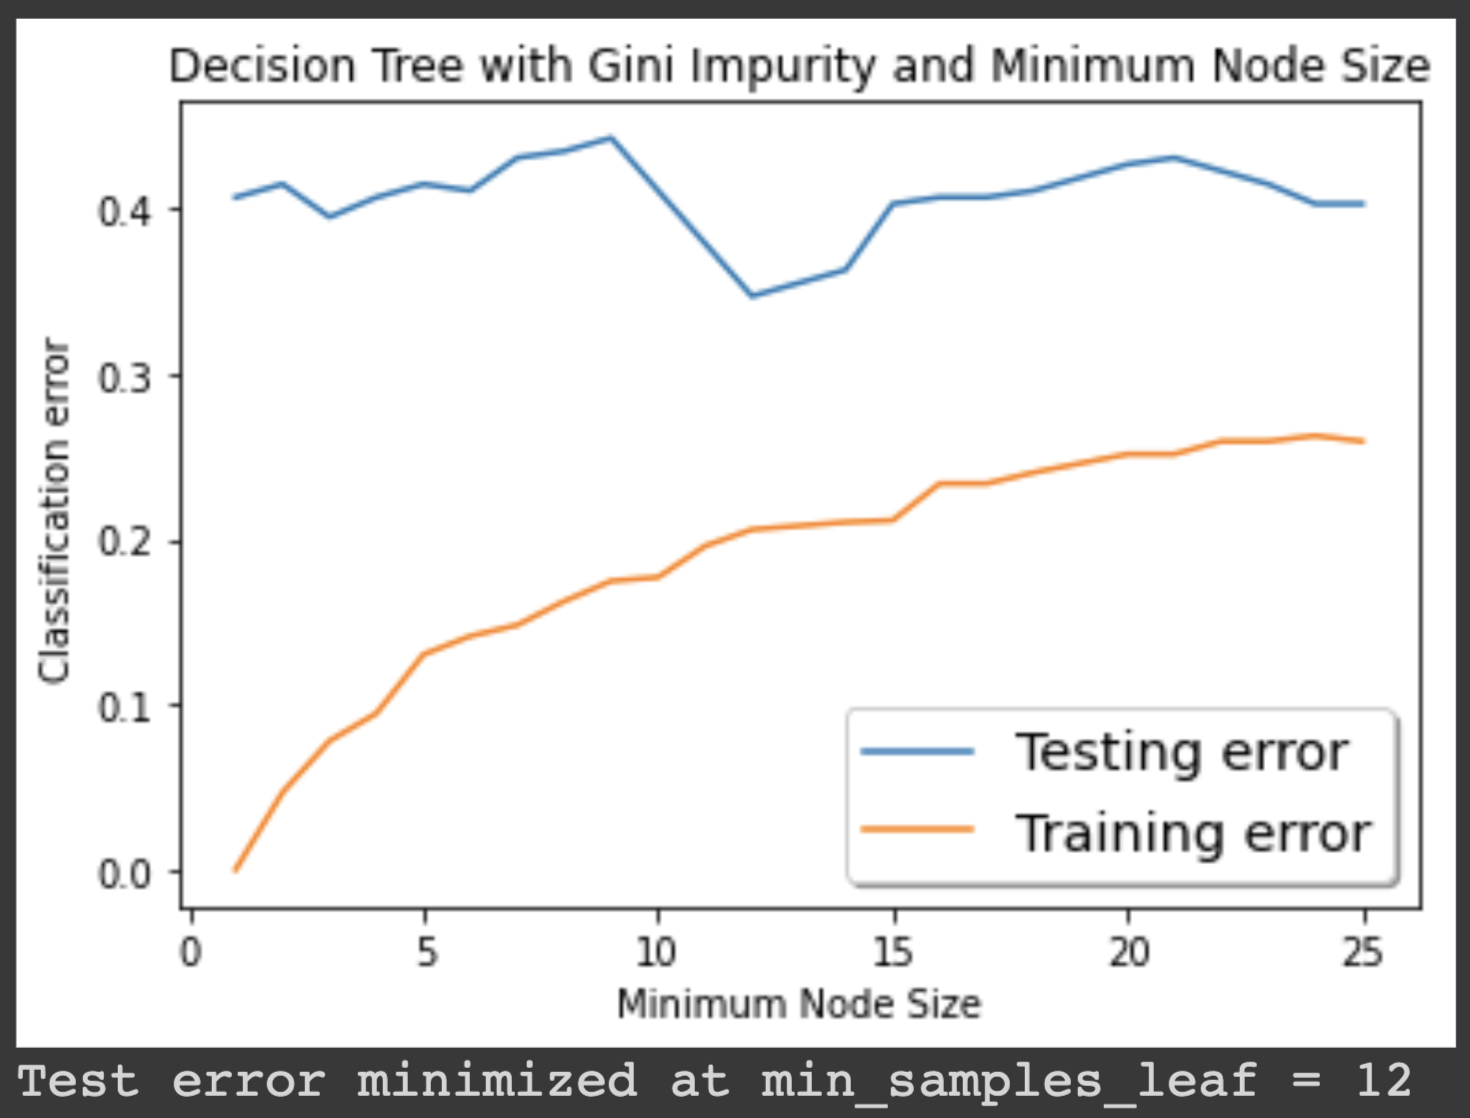 Decision Tree with Gini Impurity and Minimum Node Size
Classification error
0.4
0.3
0.2
0.1
0.0
Testing error
Training error
0 5 10 15 20 25
Minimum Node Size
Test error minimized at min_samples_leaf = 12